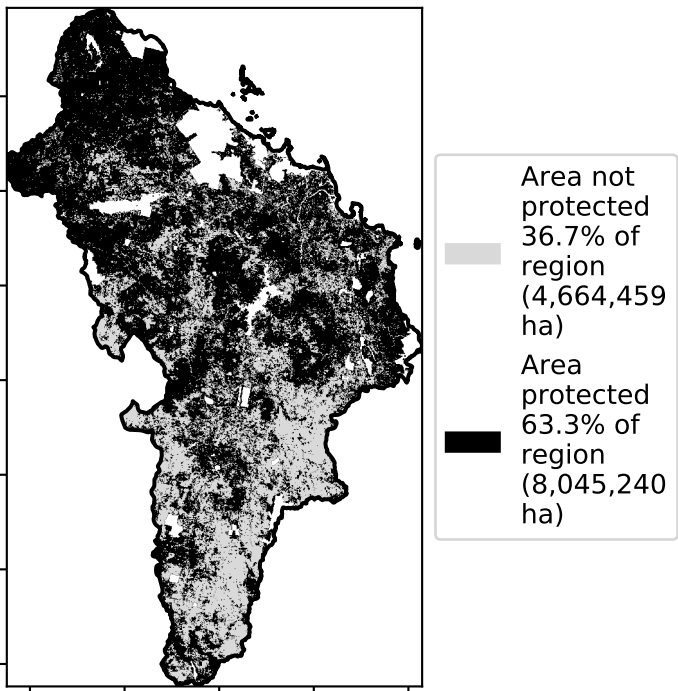 Area not
protected
36.7% of
region
(4,664,459
ha)
Area
protected
63.3% of
region
(8,045,240
ha)